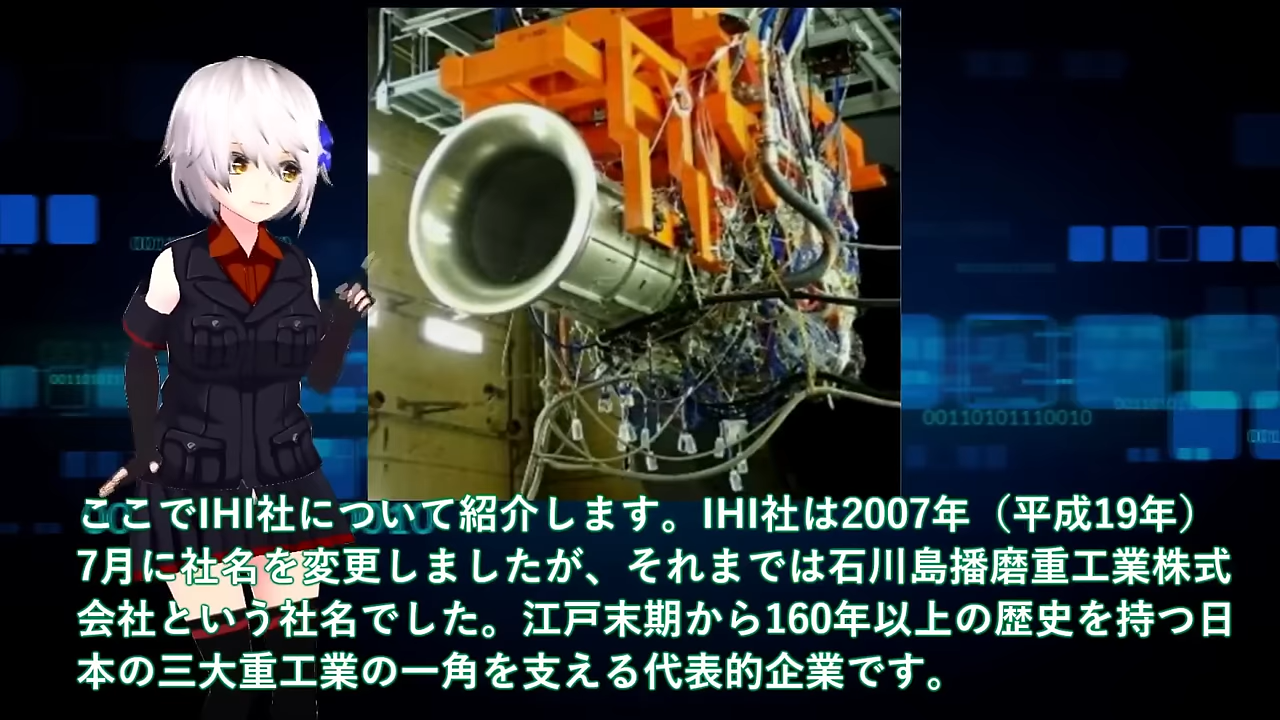 00110101110010
ここでIHI社について紹介します。IHI社は2007年（平成19年）
7月に社名を変更しましたが、それまでは石川島播磨重工業株式
会社という社名でした。江戸末期から160年以上の歴史を持つ日
本の三大重工業の一角を支える代表的企業です。